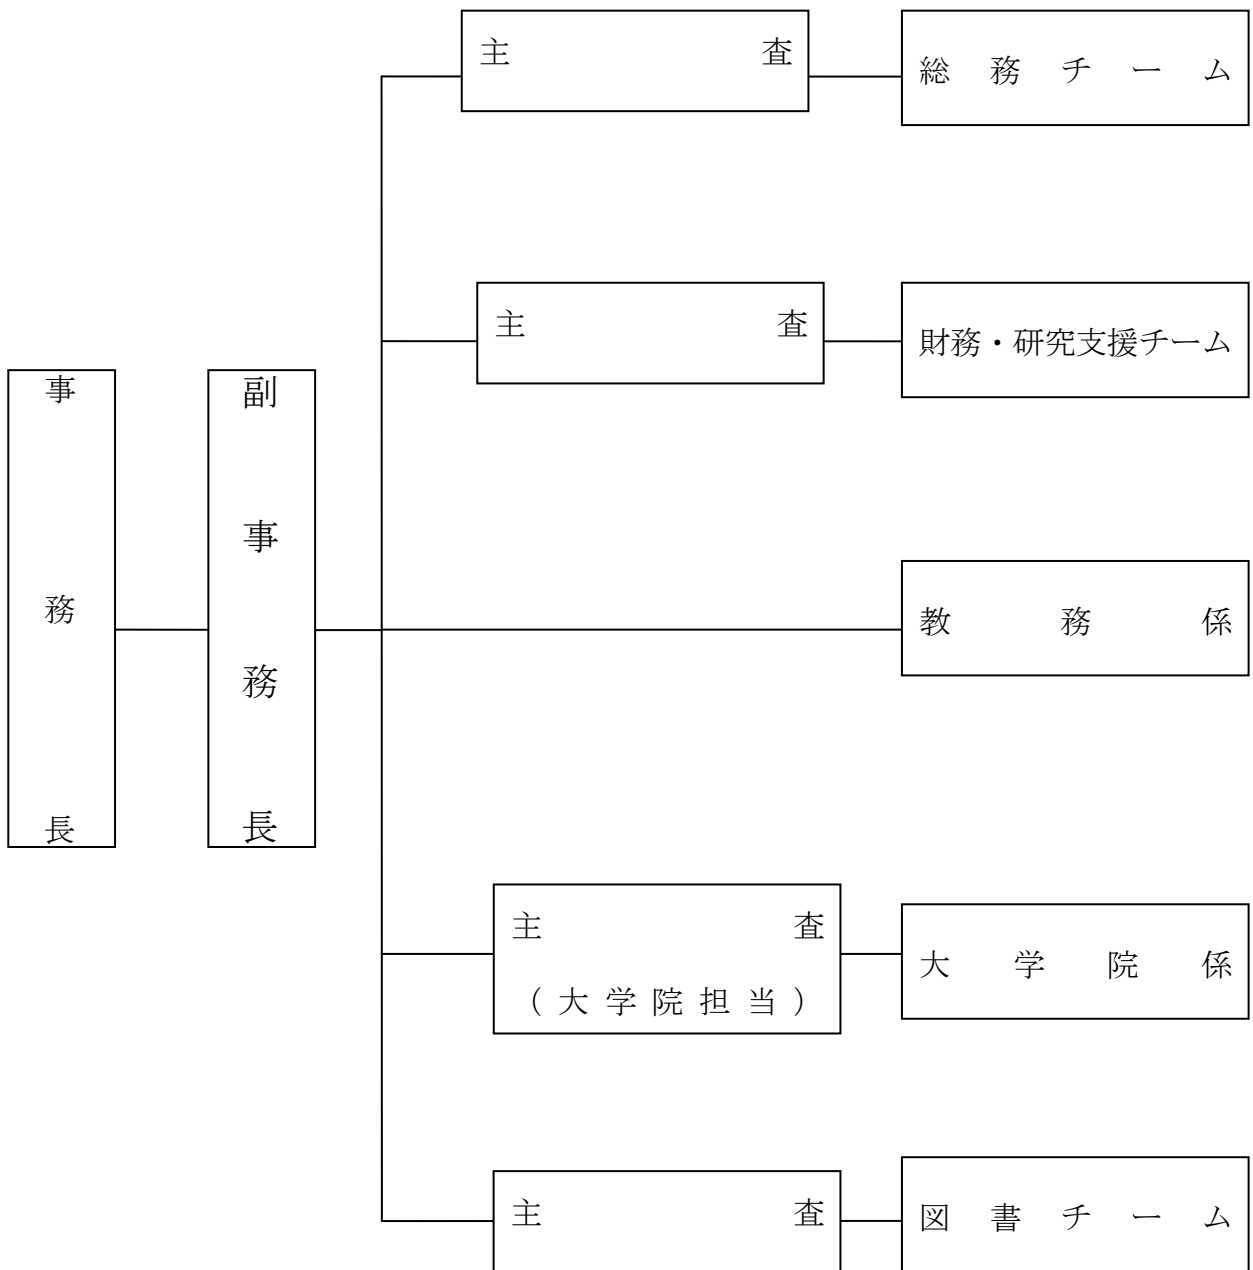 事務長
副事務長
主査
総務チーム
主査
財務・研究支援チーム
教務係
主査
（大学院担当）
大学院係
主査
図書チーム